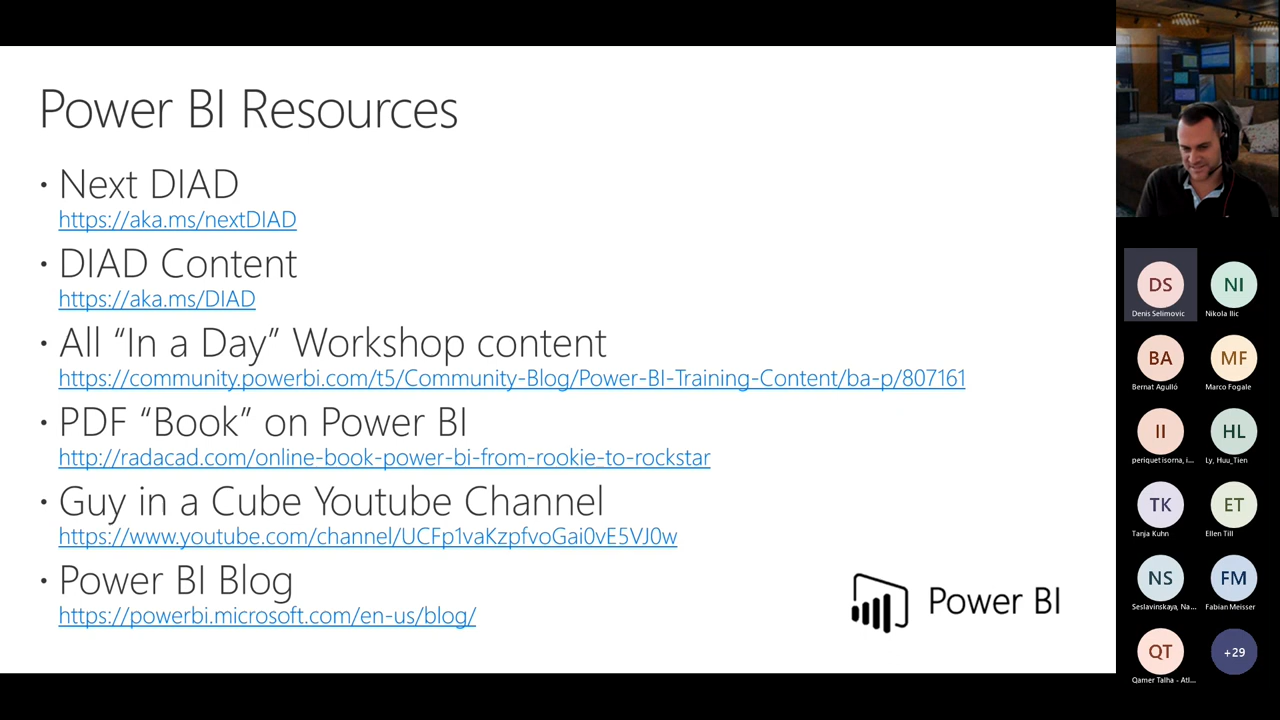 Power BI Resources
• Next DIAD
https://aka.ms/nextDIAD
• DIAD Content
https://aka.ms/DIAD
• All “In a Day” Workshop content
https://community.powerbi.com/t5/Community-Blog/Power-BI-Training-Content/ba-p/807161
• PDF “Book” on Power BI
http://radacad.com/online-book-power-bi-from-rookie-to-rockstar
• Guy in a Cube Youtube Channel
https://www.youtube.com/channel/UCFp1vaKzpfvoGai0vE5VJ0w
• Power BI Blog
https://powerbi.microsoft.com/en-us/blog/
Power BI
DS
Denis Selimovic
NI
Nikola Ilic
BA
Bernat Agulló
MF
Marco Fogale
II
periquet isorna, i...
HL
Ly, Huu_Tien
TK
Tanja Kuhn
ET
Ellen Till
NS
Seslavinskaya, Na...
FM
Fabian Meisser
QT
Qamer Talha - Atl...
+29